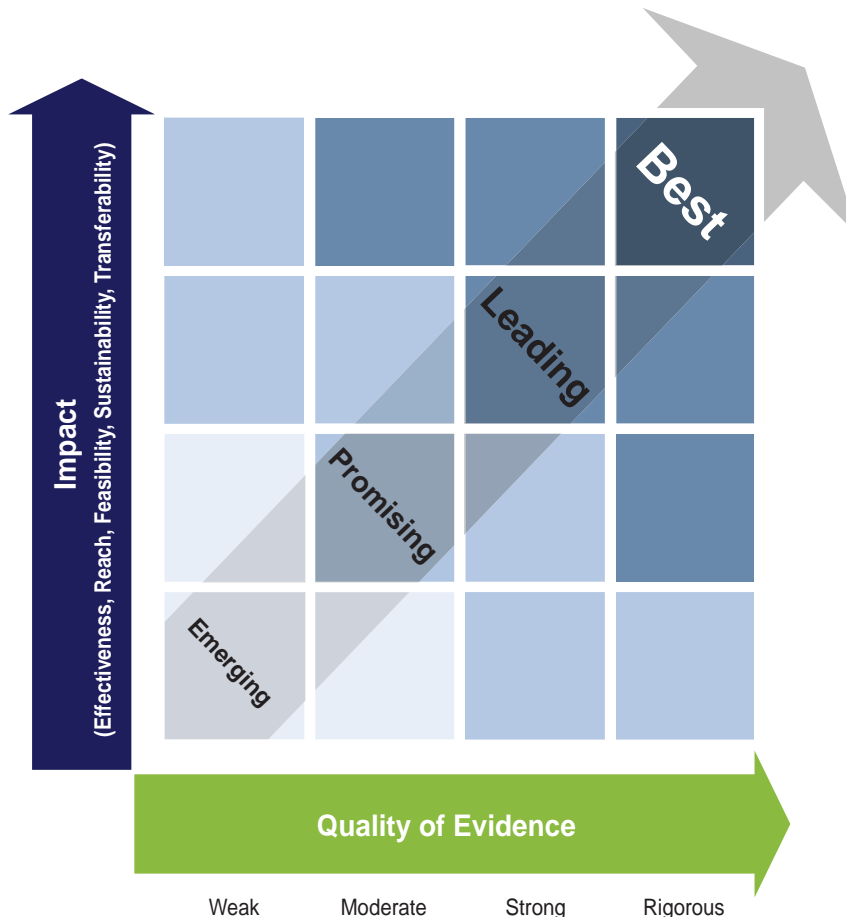 Best
Leading
Promising
Emerging
Impact
(Effectiveness, Reach, Feasibility, Sustainability, Transferability)
Quality of Evidence
Weak
Moderate
Strong
Rigorous